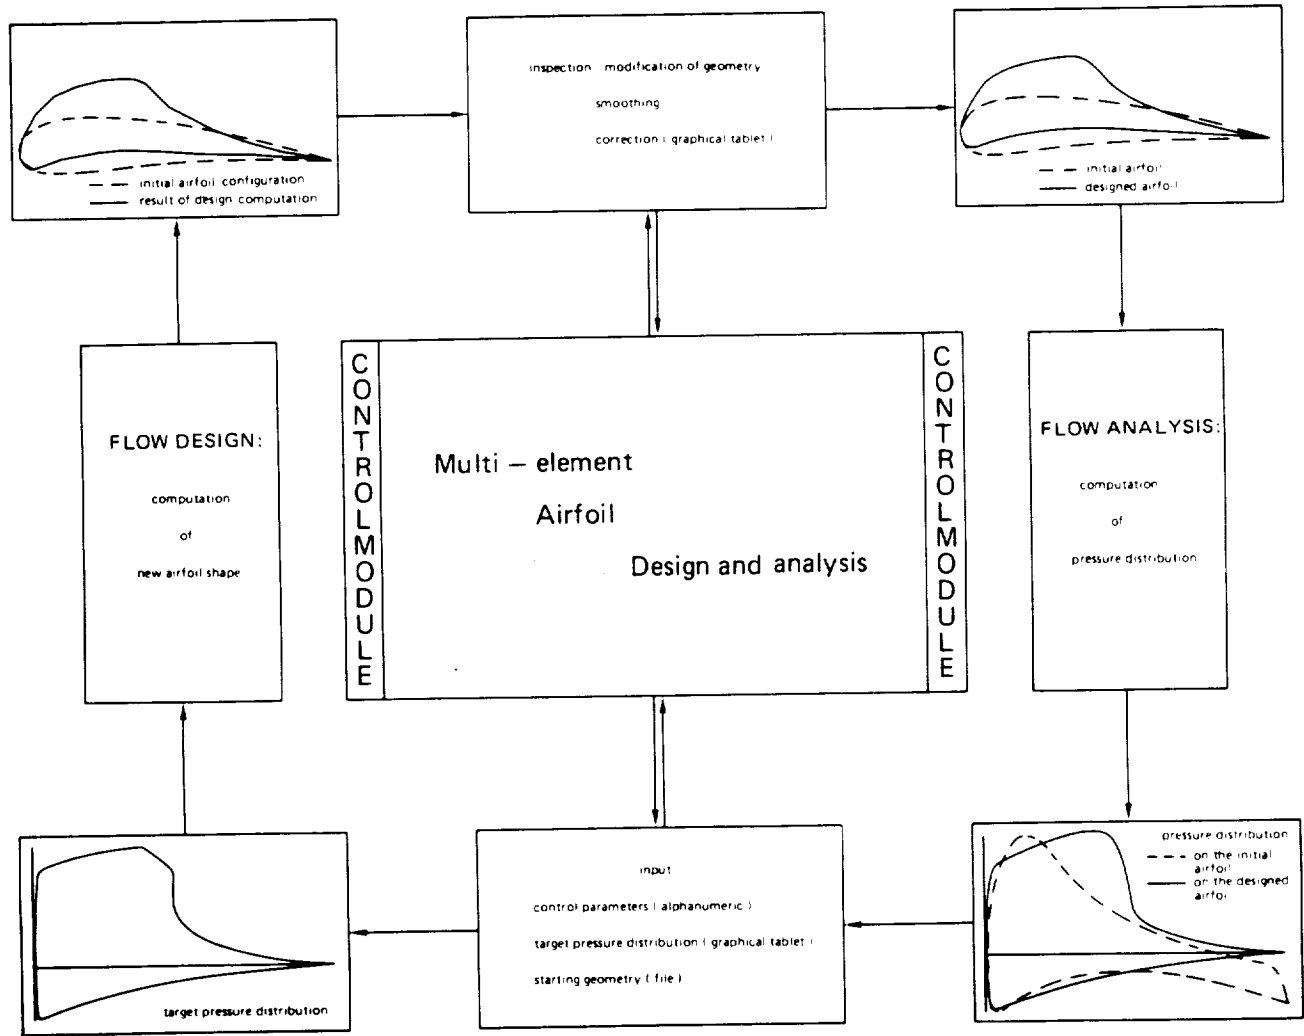 initial airfoil configuration
result of design computation
inspection modification of geometry
smoothing
correction ( graphical tablet )
initial airfoil
designed airfoil
FLOW DESIGN:
computation
of
new airfoil shape
CONTROLMODULE
Multi – element
Airfoil
Design and analysis
CONTROLMODULE
FLOW ANALYSIS:
computation
of
pressure distribution
target pressure distribution
input
control parameters ( alphanumeric )
target pressure distribution ( graphical tablet )
starting geometry ( file )
pressure distribution
on the initial
airfoil
on the designed
airfoil